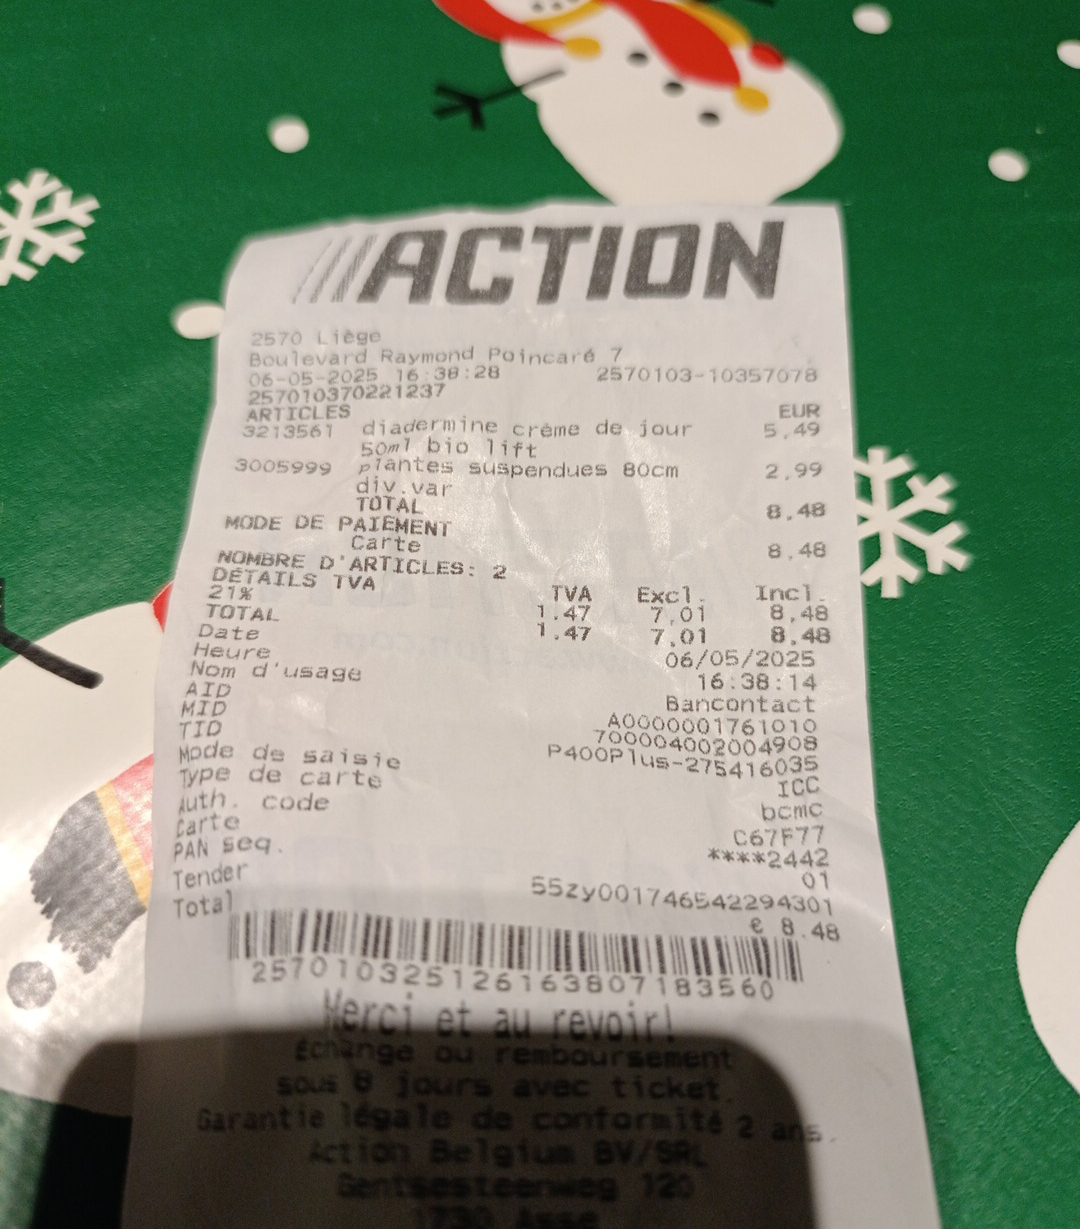 ACTION
2570 Liège
Boulevard Raymond Poincaré 7
06-05-2025 16:38:28 2570103-10357078
257010370221237
ARTICLES EUR
3213561 diadermine crème de jour 5,49
50ml bio lift
3005999 plantes suspendues 80cm 2,99
div.var
TOTAL 8,48
MODE DE PAIEMENT
Carte 8,48
NOMBRE D'ARTICLES: 2
DÉTAILS TVA TVA Excl. Incl.
21% 1.47 7,01 8,48
TOTAL 1.47 7,01 8,48
Date 06/05/2025
Heure 16:38:14
Nom d'usage Bancontact
AID A0000001761010
MID 700004002004908
TID P400Plus-275416035
Mode de saisie ICC
Type de carte bcmc
Auth. code C67F77
Carte ****2442
PAN seq. 01
Tender 55zy001746542294301
Total € 8.48
257010325126163807183560
Merci et au revoir!
Échange ou remboursement
sous 8 jours avec ticket.
Garantie légale de conformité 2 ans.
Action Belgium BV/SRL
Gentsesteenweg 120
1730 Asse